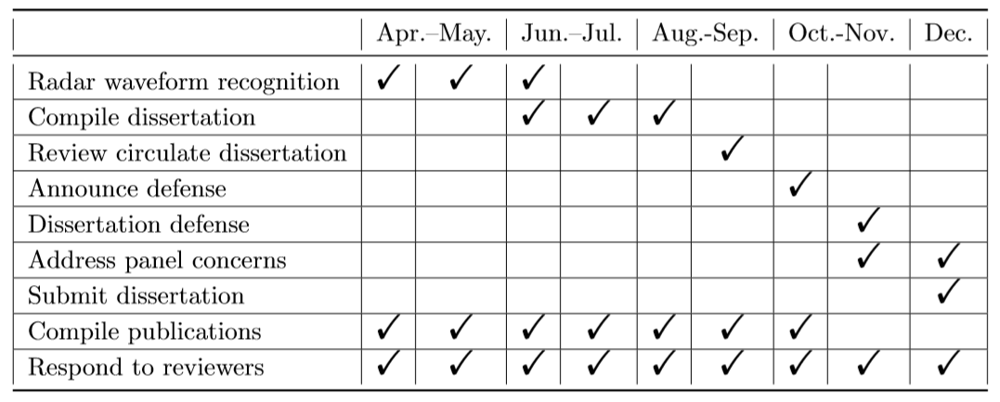 Apr.–May. Jun.–Jul. Aug.-Sep. Oct.-Nov. Dec.
Radar waveform recognition ✓ ✓ ✓
Compile dissertation ✓ ✓ ✓
Review circulate dissertation ✓
Announce defense ✓
Dissertation defense ✓
Address panel concerns ✓ ✓
Submit dissertation ✓
Compile publications ✓ ✓ ✓ ✓ ✓ ✓ ✓
Respond to reviewers ✓ ✓ ✓ ✓ ✓ ✓ ✓ ✓ ✓